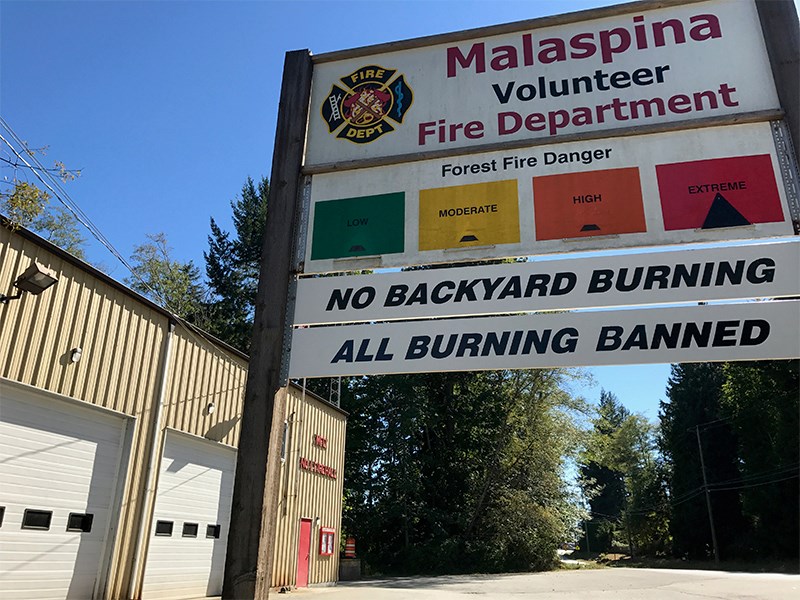 Malaspina
Volunteer
Fire Department
FIRE
DEPT
Forest Fire Danger
LOW
MODERATE
HIGH
EXTREME
NO BACKYARD BURNING
ALL BURNING BANNED